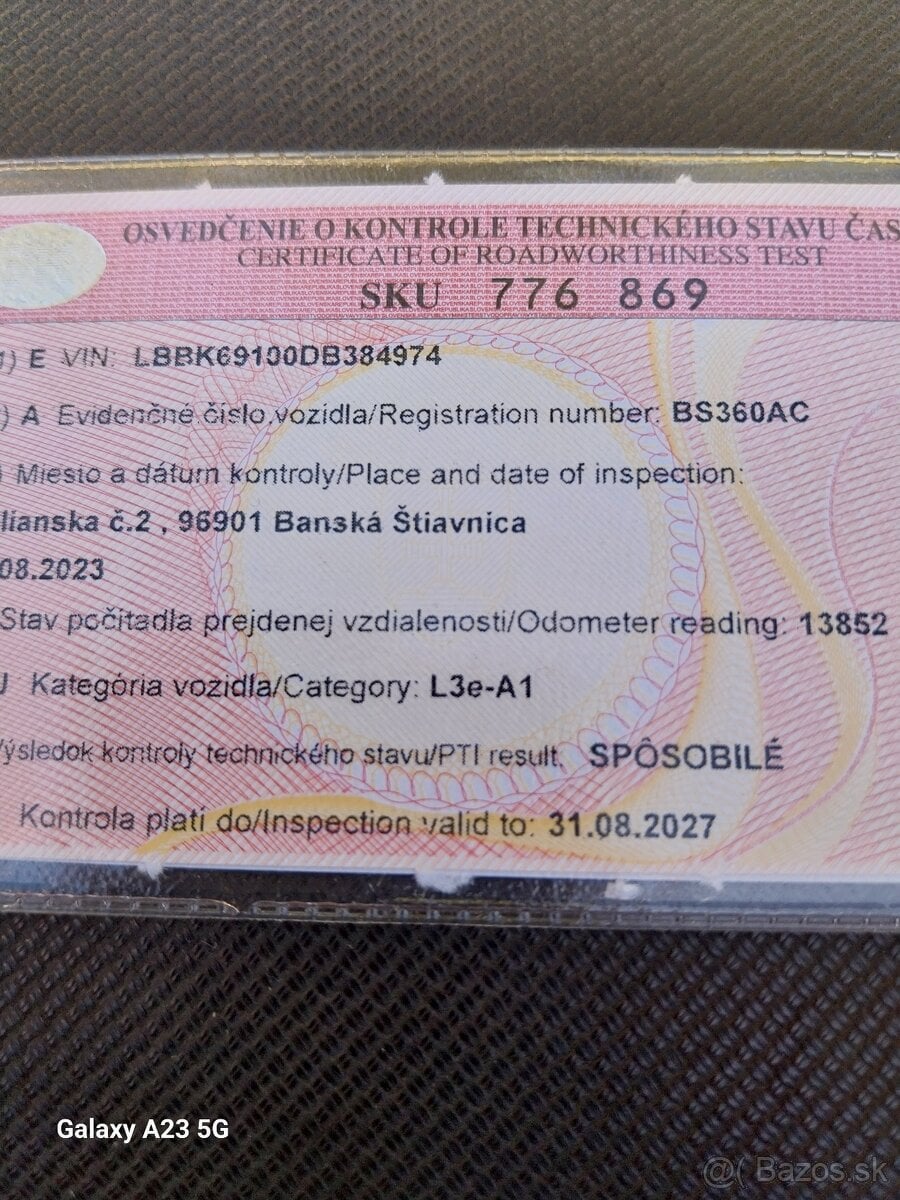 OSVEDČENIE O KONTROLE TECHNICKÉHO STAVU ČAS
CERTIFICATE OF ROADWORTHINESS TEST
SKU 776 869
) E VIN: LBBK69100DB384974
) A Evidenčné číslo vozidla/Registration number: BS360AC
Miesto a dátum kontroly/Place and date of inspection:
lianska č.2 , 96901 Banská Štiavnica
08.2023
Stav počítadla prejdenej vzdialenosti/Odometer reading: 13852
J Kategória vozidla/Category: L3e-A1
Výsledok kontroly technického stavu/PTI result: SPÔSOBILÉ
Kontrola platí do/Inspection valid to: 31.08.2027
Galaxy A23 5G
@( Bazos.sk